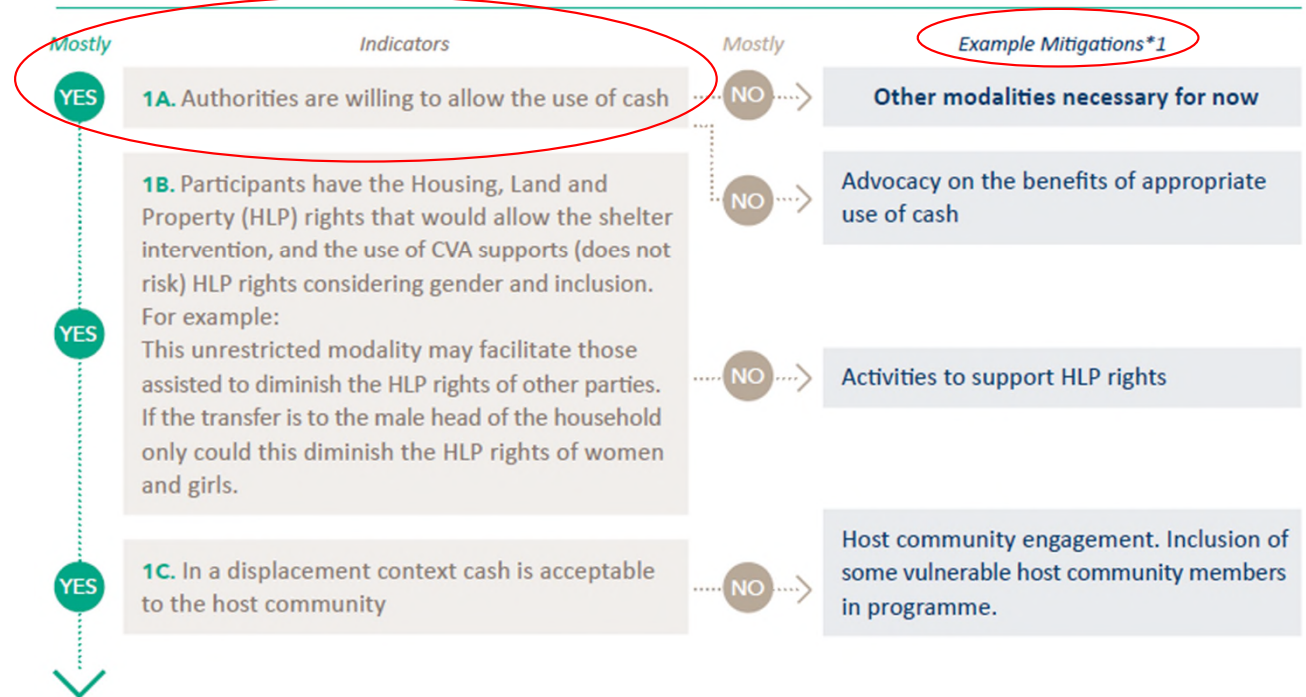 Mostly Indicators Mostly Example Mitigations*1
YES 1A. Authorities are willing to allow the use of cash NO Other modalities necessary for now
NO Advocacy on the benefits of appropriate
use of cash
YES 1B. Participants have the Housing, Land and
Property (HLP) rights that would allow the shelter
intervention, and the use of CVA supports (does not
risk) HLP rights considering gender and inclusion.
For example:
This unrestricted modality may facilitate those
assisted to diminish the HLP rights of other parties.
If the transfer is to the male head of the household
only could this diminish the HLP rights of women
and girls.
NO Activities to support HLP rights
YES 1C. In a displacement context cash is acceptable
to the host community
NO Host community engagement. Inclusion of
some vulnerable host community members
in programme.